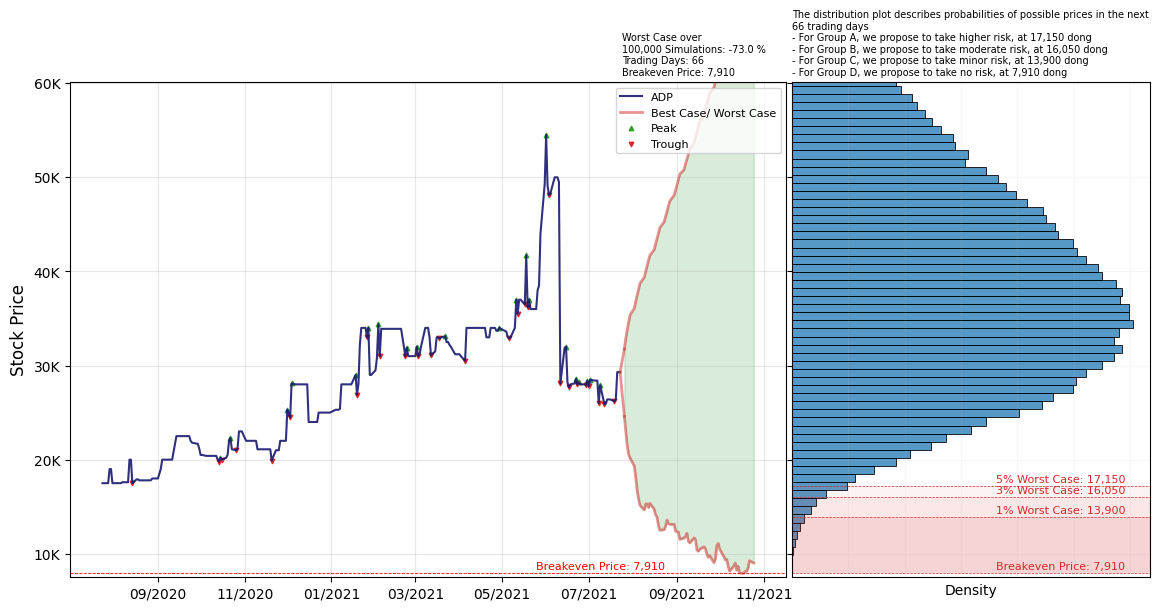 Worst Case over
100,000 Simulations: -73.0 %
Trading Days: 66
Breakeven Price: 7,910
The distribution plot describes probabilities of possible prices in the next
66 trading days
- For Group A, we propose to take higher risk, at 17,150 dong
- For Group B, we propose to take moderate risk, at 16,050 dong
- For Group C, we propose to take minor risk, at 13,900 dong
- For Group D, we propose to take no risk, at 7,910 dong
ADP
Best Case/ Worst Case
Peak
Trough
Stock Price
60K
50K
40K
30K
20K
10K
Breakeven Price: 7,910
09/2020
11/2020
01/2021
03/2021
05/2021
07/2021
09/2021
11/2021
5% Worst Case: 17,150
3% Worst Case: 16,050
1% Worst Case: 13,900
Breakeven Price: 7,910
Density